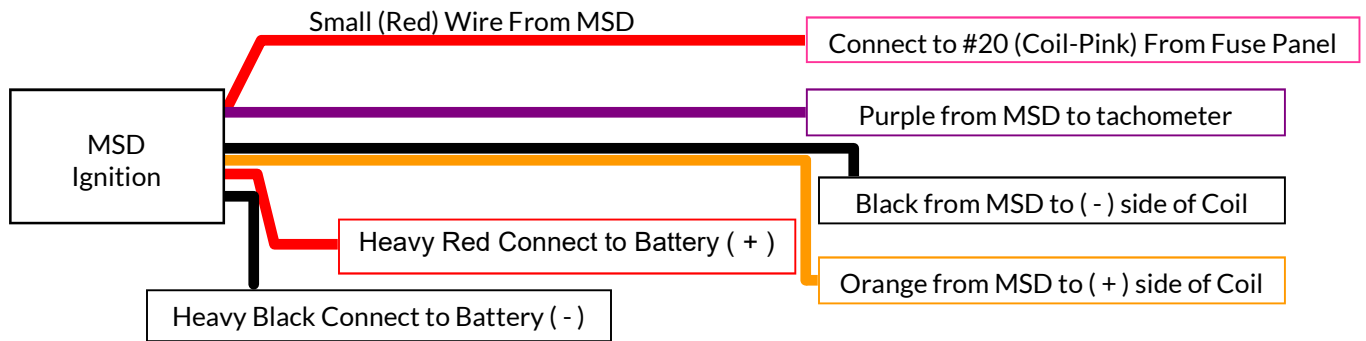 Small (Red) Wire From MSD
Connect to #20 (Coil-Pink) From Fuse Panel
MSD
Ignition
Purple from MSD to tachometer
Black from MSD to ( - ) side of Coil
Heavy Red Connect to Battery ( + )
Orange from MSD to ( + ) side of Coil
Heavy Black Connect to Battery ( - )